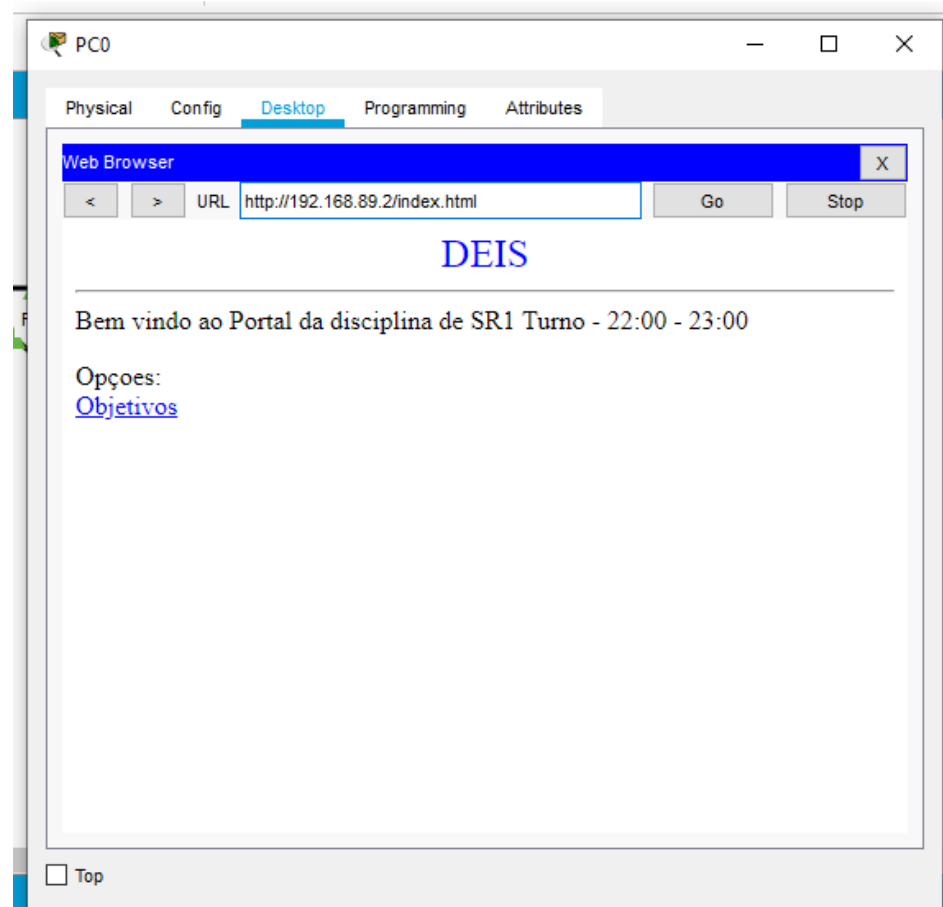 PC0
Physical Config Desktop Programming Attributes
Web Browser X
< > URL http://192.168.89.2/index.html Go Stop
DEIS
Bem vindo ao Portal da disciplina de SR1 Turno - 22:00 - 23:00
Opçoes:
Objetivos
Top